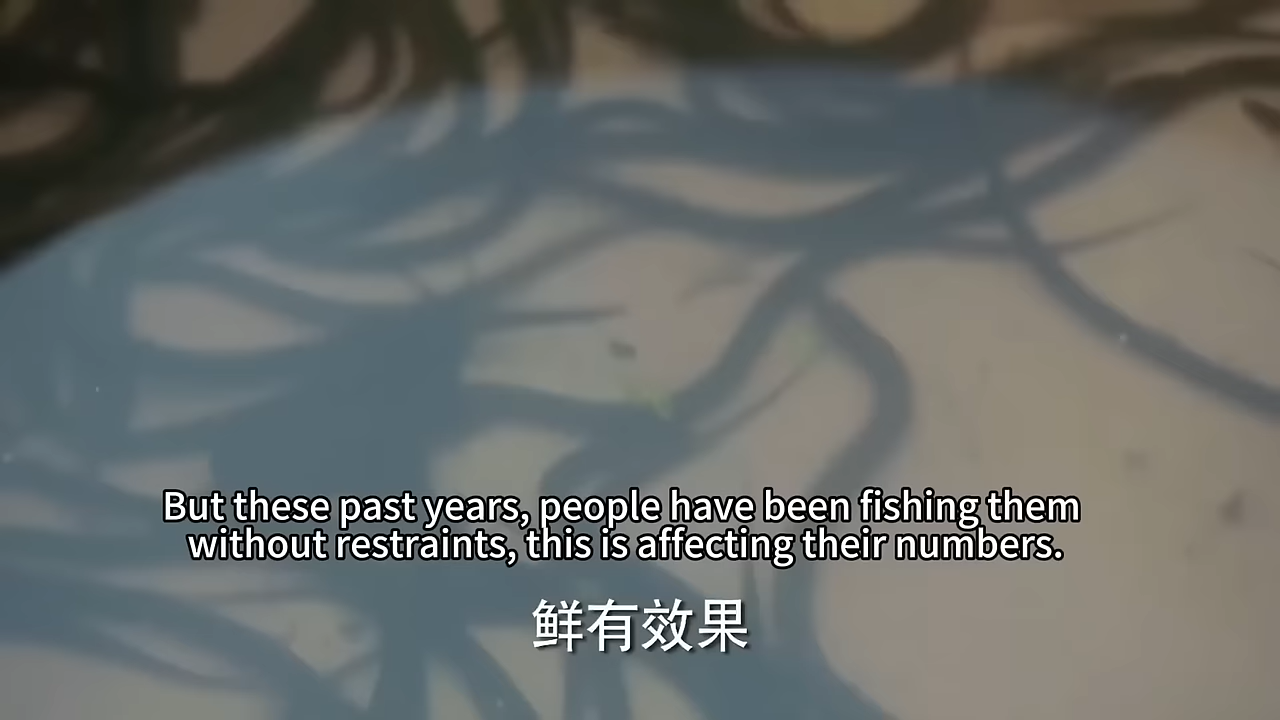 But these past years, people have been fishing them
without restraints, this is affecting their numbers.
鲜有效果